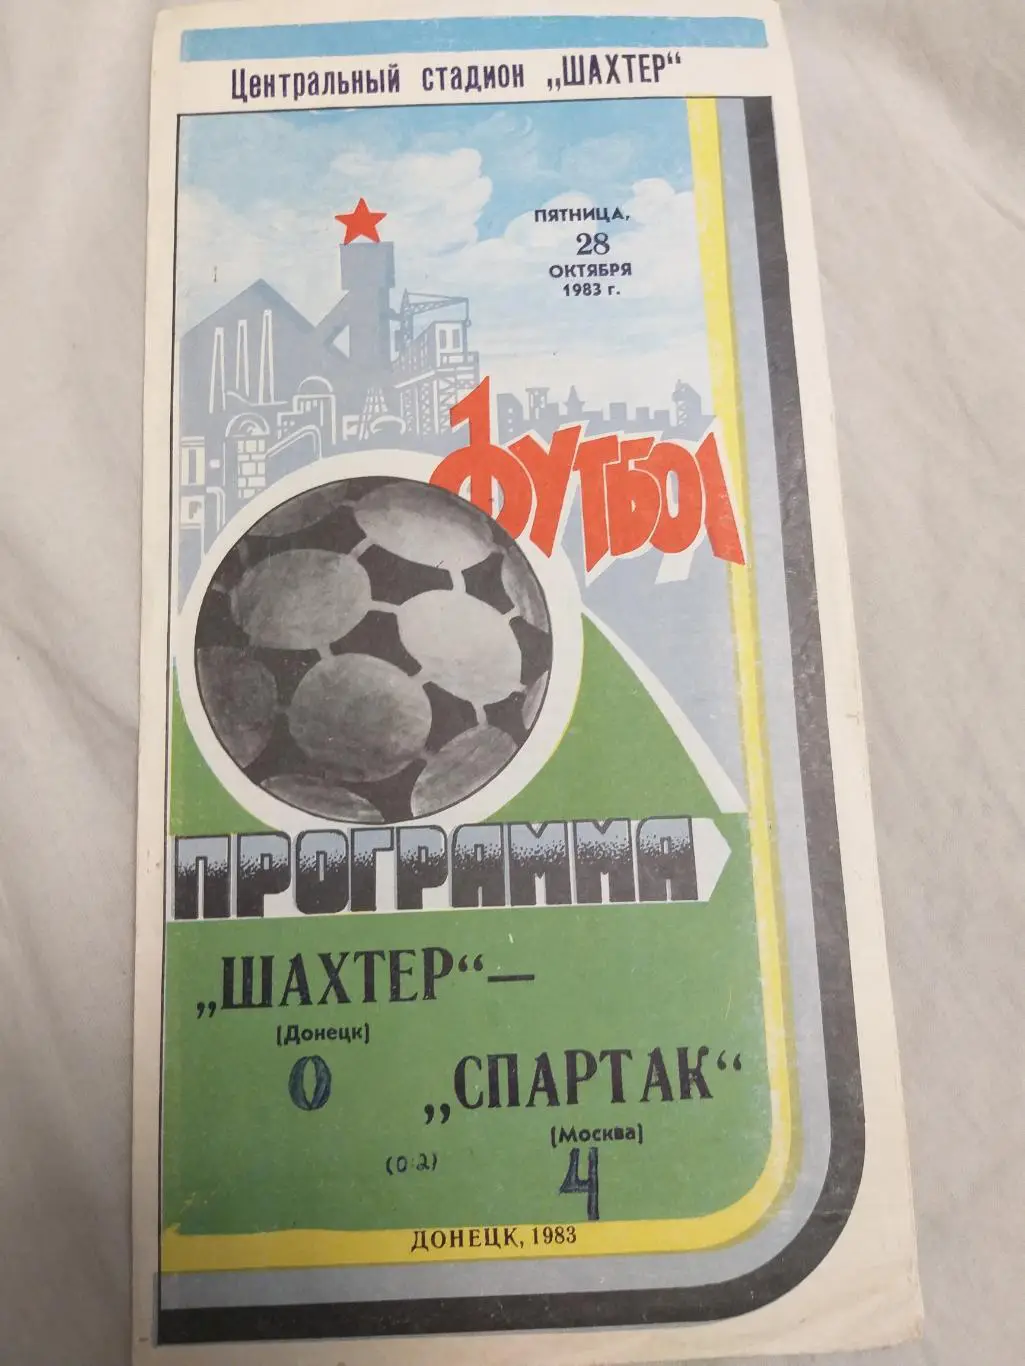 Центральный стадион „ШАХТЕР“
ПЯТНИЦА,
28
ОКТЯБРЯ
1983 г.
ФУТБОЛ
ПРОГРАММА
„ШАХТЕР“—
(Донецк)
0
„СПАРТАК“
(Москва)
(0:2)
4
ДОНЕЦК, 1983